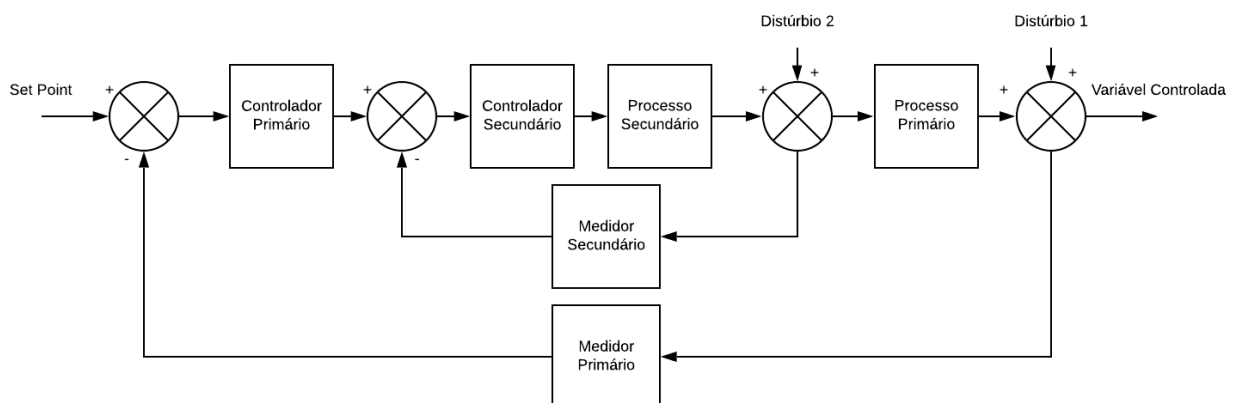 Distúrbio 2
Distúrbio 1
Set Point
+
-
Controlador
Primário
+
-
Controlador
Secundário
Processo
Secundário
+
+
Processo
Primário
+
+
Variável Controlada
Medidor
Secundário
Medidor
Primário